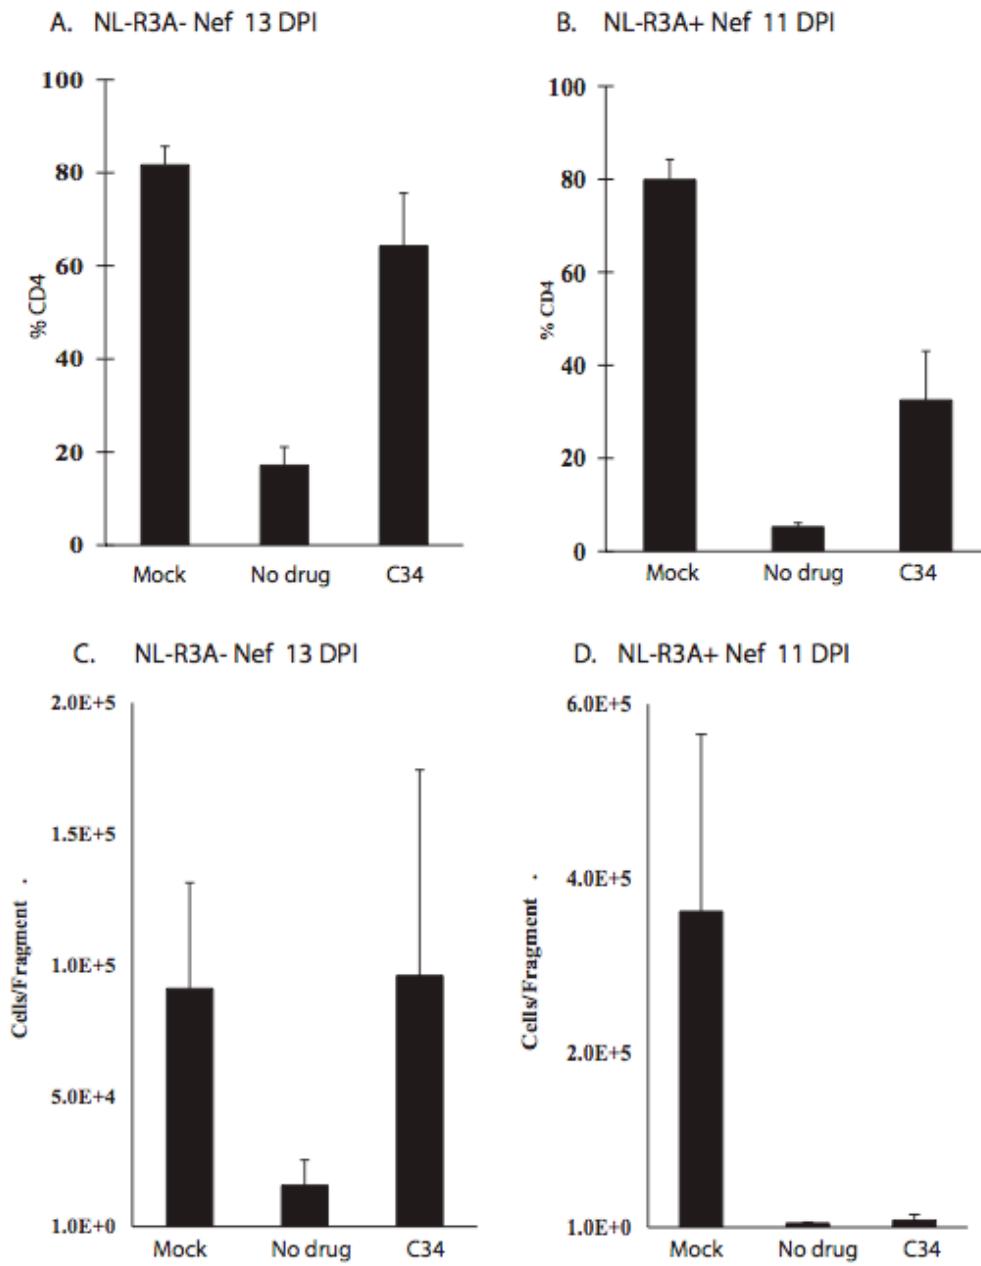 A. NL-R3A- Nef 13 DPI
100
80
60
40
20
0
% CD4
Mock No drug C34
B. NL-R3A+ Nef 11 DPI
100
80
60
40
20
0
% CD4
Mock No drug C34
C. NL-R3A- Nef 13 DPI
2.0E+5
1.5E+5
1.0E+5
5.0E+4
1.0E+0
Cells/Fragment .
Mock No drug C34
D. NL-R3A+ Nef 11 DPI
6.0E+5
4.0E+5
2.0E+5
1.0E+0
Cells/Fragment .
Mock No drug C34